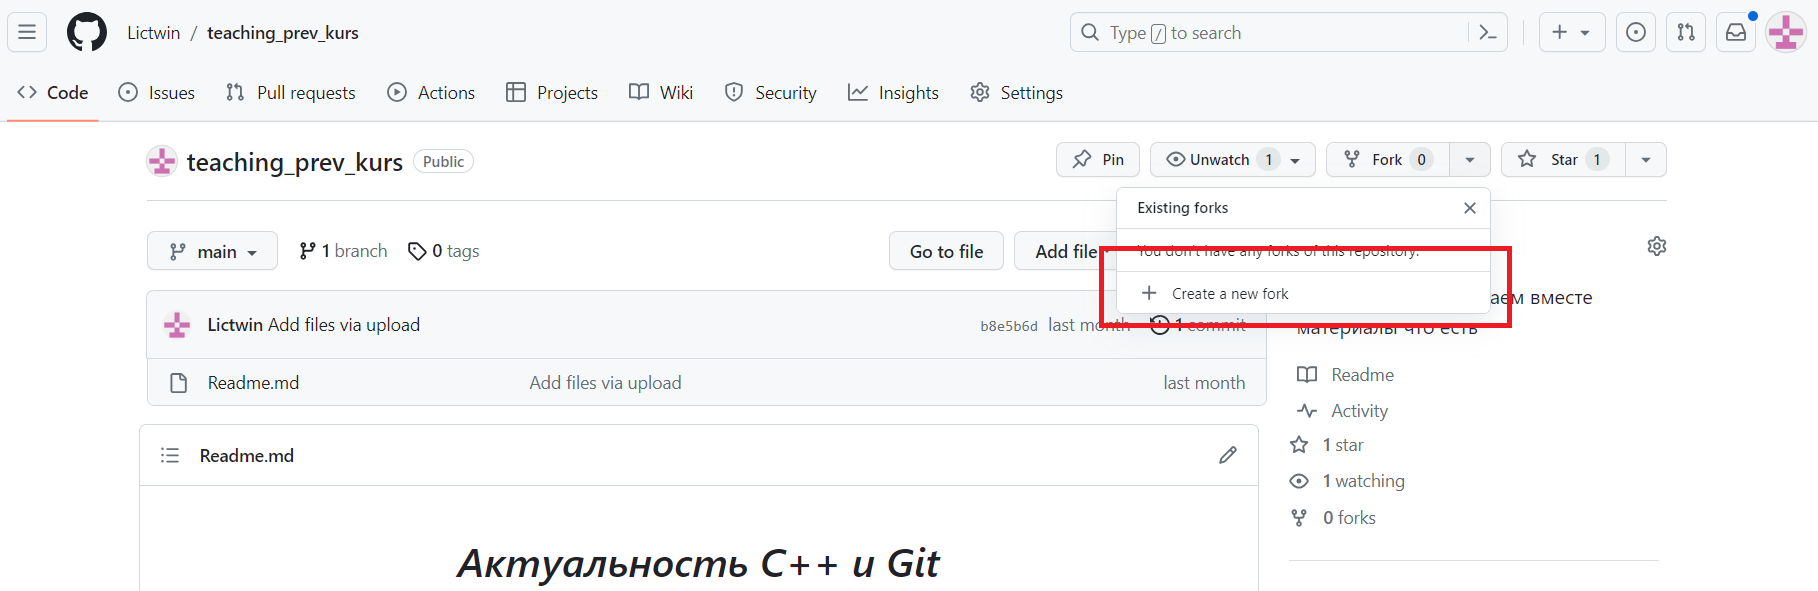 Lictwin / teaching_prev_kurs
Type / to search
Code Issues Pull requests Actions Projects Wiki Security Insights Settings
teaching_prev_kurs Public
Pin Unwatch 1 Fork 0 Star 1
Existing forks
main 1 branch 0 tags Go to file Add file
You don't have any forks of this repository.
Create a new fork
аем вместе
материалы что есть
Lictwin Add files via upload b8e5b6d last month 1 commit
Readme.md Add files via upload last month
Readme
Activity
1 star
1 watching
0 forks
Readme.md
Актуальность C++ и Git